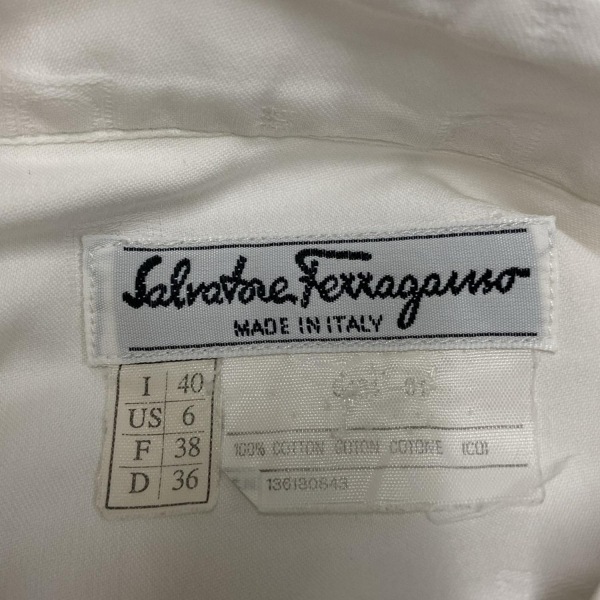 Salvatore Ferragamo
MADE IN ITALY
I 40
US 6
F 38
D 36
100% COTTON COTON COTONE (CO)
136180843